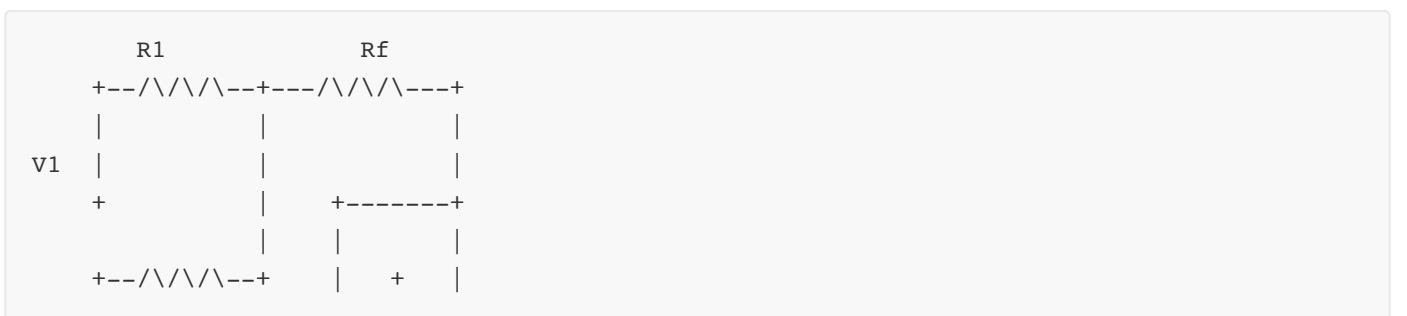 R1             Rf
    +--/\/\/\--+---/\/\/\---+
    |          |            |
V1  |          |            |
    +          |    +-------+
               |    |       |
    +--/\/\/\--+    |   +   |